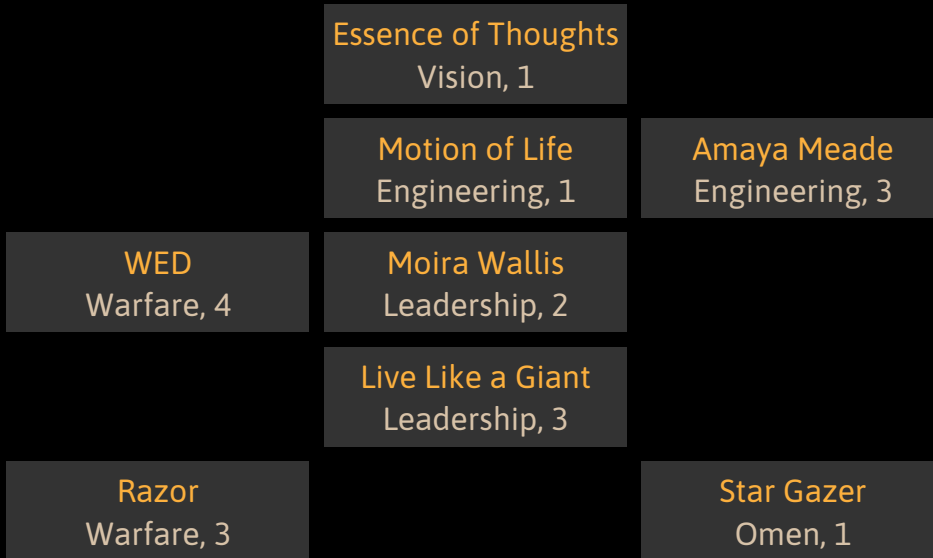 Essence of Thoughts
Vision, 1
Motion of Life
Engineering, 1
Amaya Meade
Engineering, 3
WED
Warfare, 4
Moira Wallis
Leadership, 2
Live Like a Giant
Leadership, 3
Razor
Warfare, 3
Star Gazer
Omen, 1